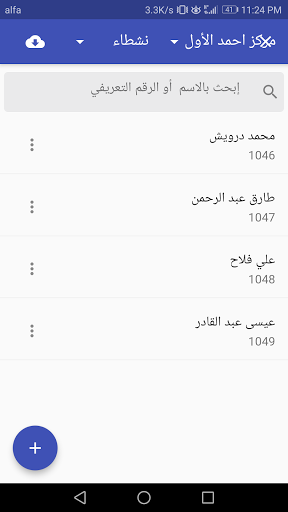 alfa 3.3K/s 41 11:24 PM
مركز احمد الأول نشطاء
إبحث بالاسم أو الرقم التعريفي
محمد درويش
1046
طارق عبد الرحمن
1047
علي فلاح
1048
عيسى عبد القادر
1049